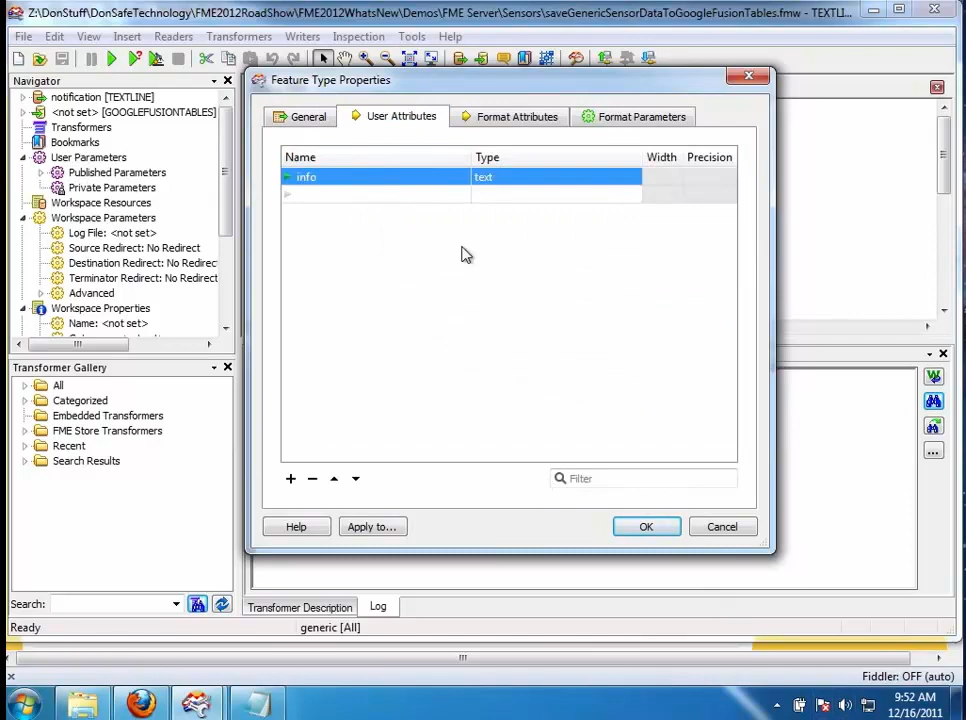 Z:\DonStuff\DonSafeTechnology\FME2012RoadShow\FME2012WhatsNew\Demos\FME Server\Sensors\saveGenericSensorDataToGoogleFusionTables.fmw - TEXTLI...
File Edit View Insert Readers Transformers Writers Inspection Tools Help
Navigator
notification [TEXTLINE]
<not set> [GOOGLEFUSIONTABLES]
Transformers
Bookmarks
User Parameters
Published Parameters
Private Parameters
Workspace Resources
Workspace Parameters
Log File: <not set>
Source Redirect: No Redirect
Destination Redirect: No Redirec
Terminator Redirect: No Redirect
Advanced
Workspace Properties
Name: <not set>
Transformer Gallery
All
Categorized
Embedded Transformers
FME Store Transformers
Recent
Search Results
Search:
Feature Type Properties
General User Attributes Format Attributes Format Parameters
Name Type Width Precision
info text
Filter
Help Apply to... OK Cancel
Transformer Description Log
Ready generic [All]
Fiddler: OFF (auto)
9:52 AM
12/16/2011